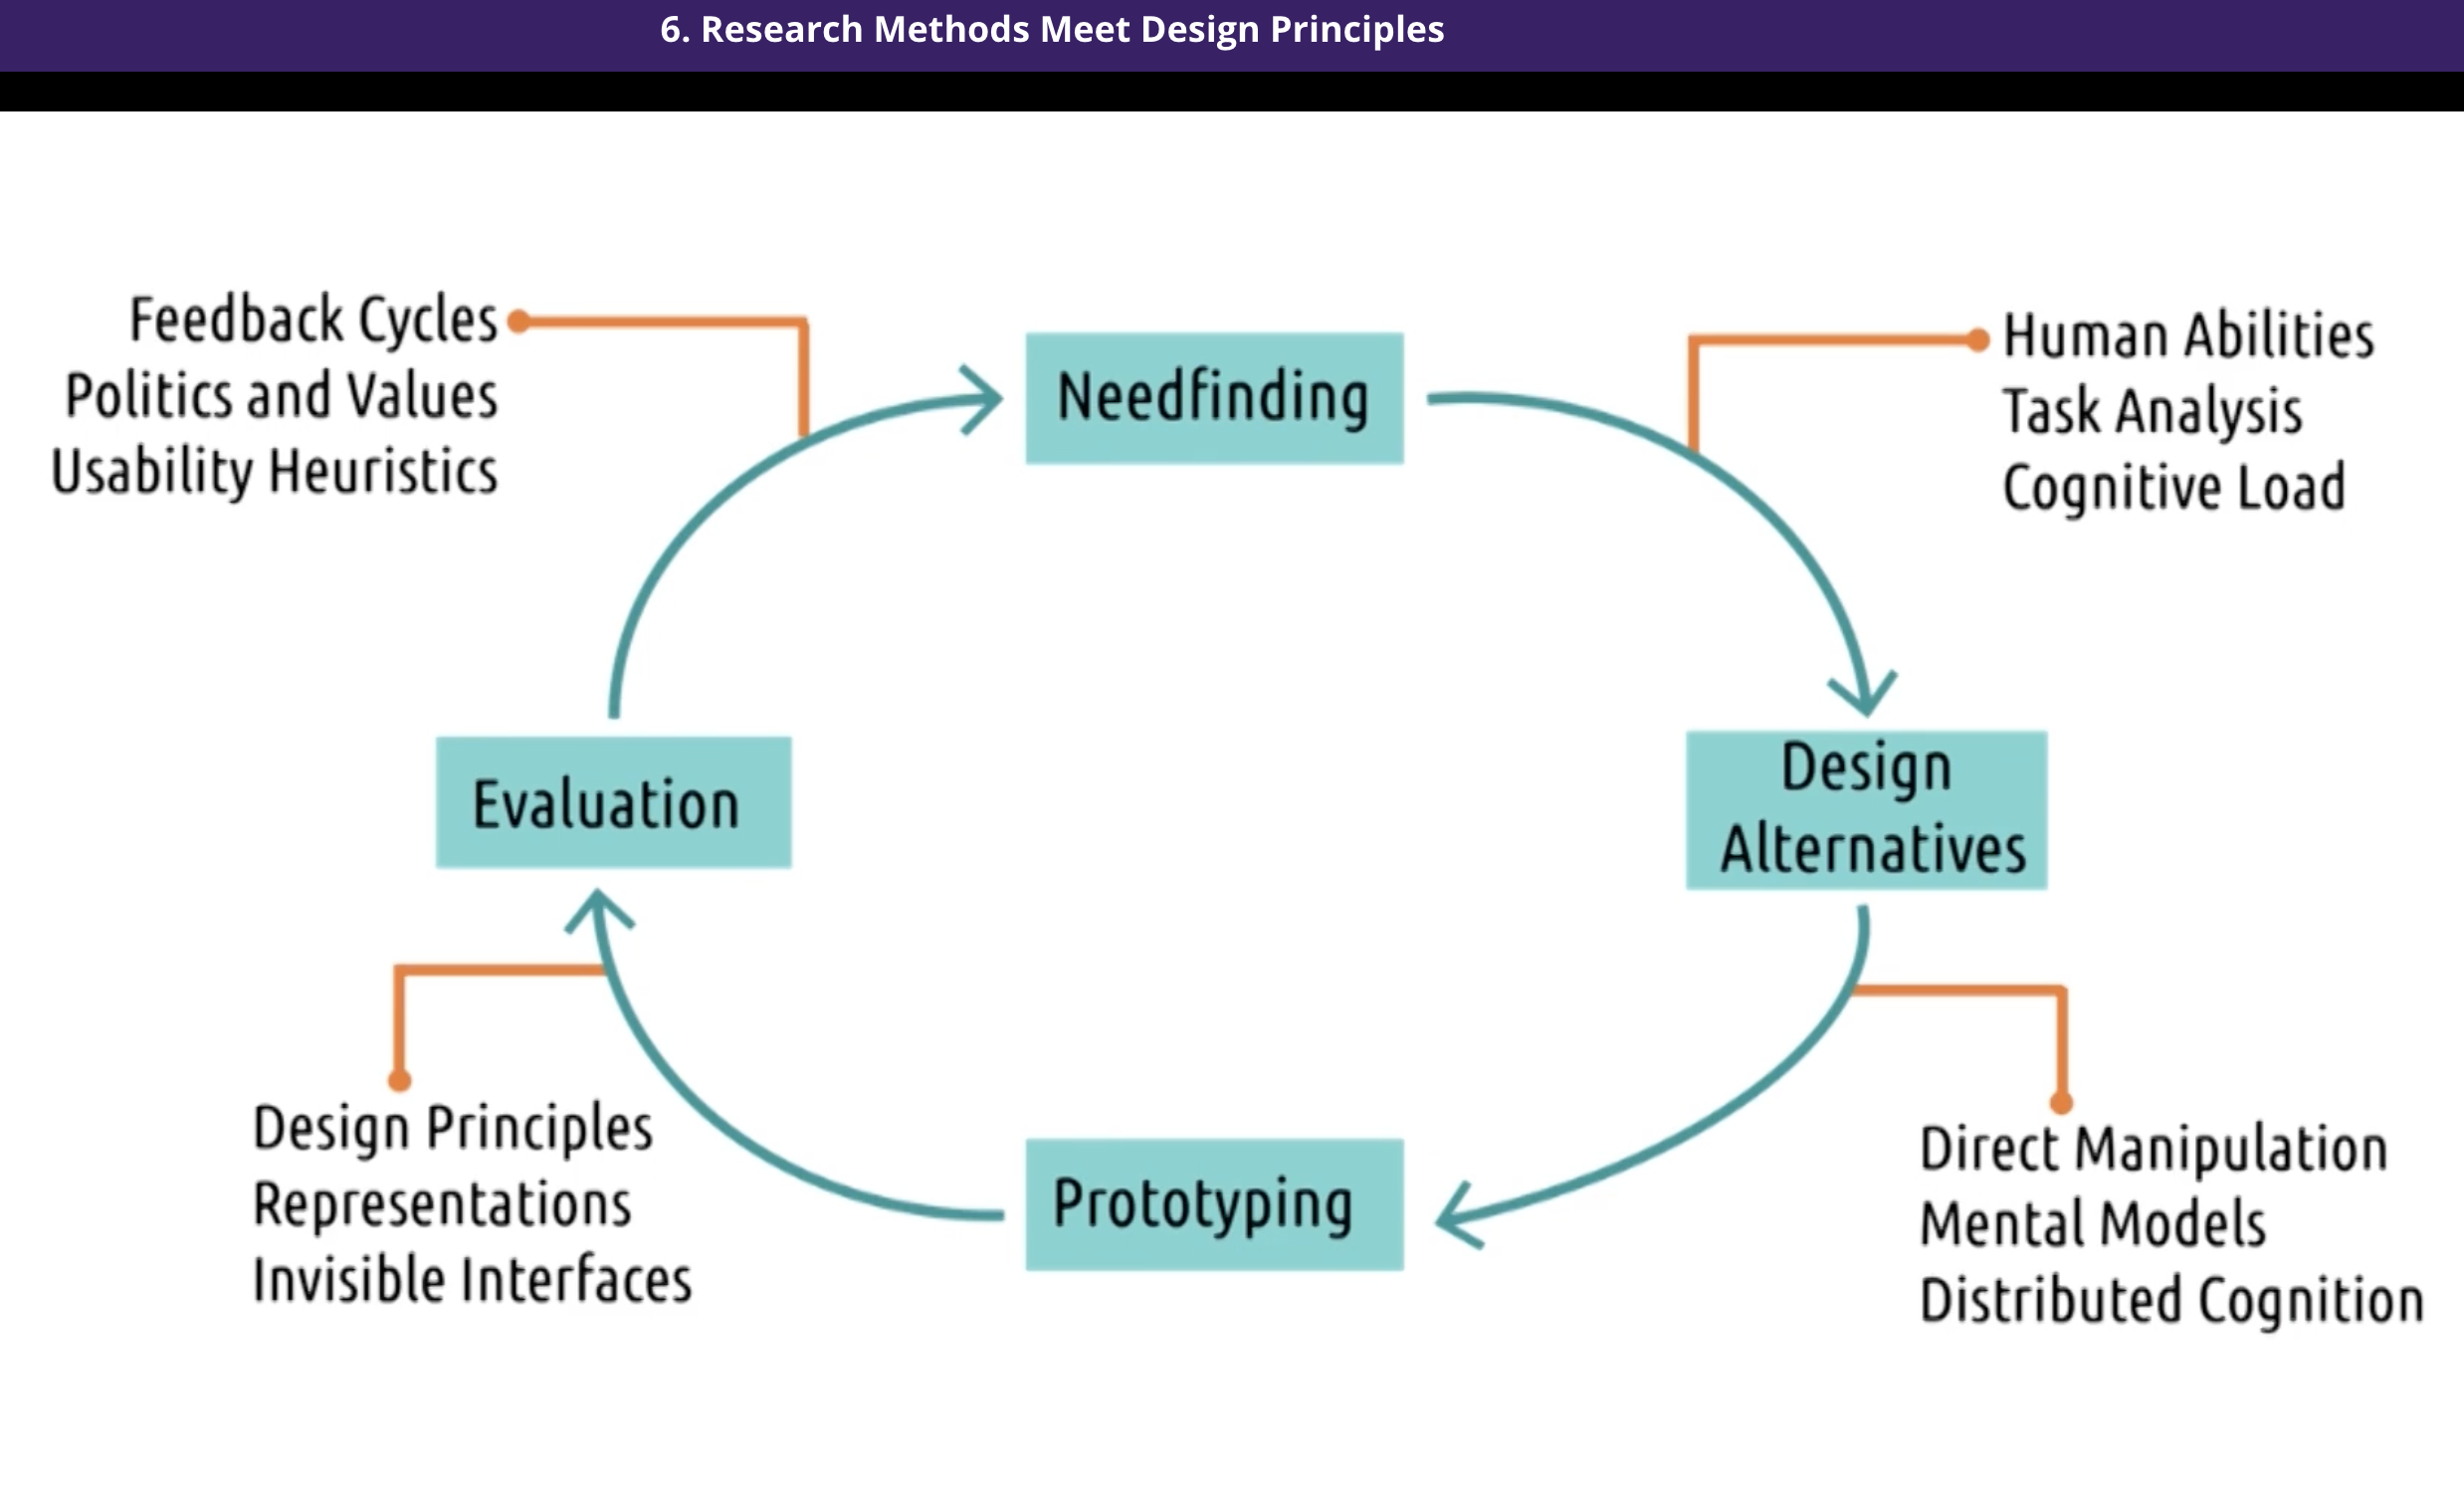 6. Research Methods Meet Design Principles
Feedback Cycles
Politics and Values
Usability Heuristics
Needfinding
Human Abilities
Task Analysis
Cognitive Load
Evaluation
Design
Alternatives
Design Principles
Representations
Invisible Interfaces
Prototyping
Direct Manipulation
Mental Models
Distributed Cognition